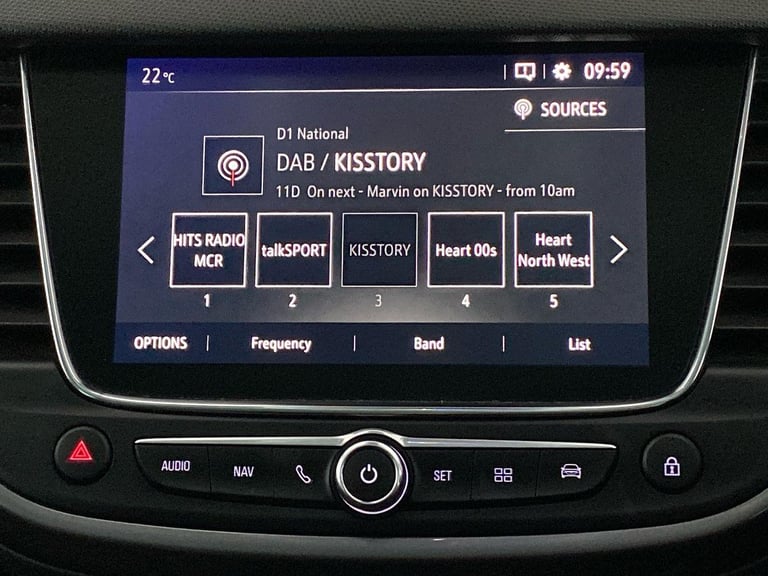 22°C
09:59
SOURCES
D1 National
DAB / KISSTORY
11D On next - Marvin on KISSTORY - from 10am
HITS RADIO
MCR
talkSPORT
KISSTORY
Heart 00s
Heart
North West
1 2 3 4 5
OPTIONS Frequency Band List
AUDIO NAV SET